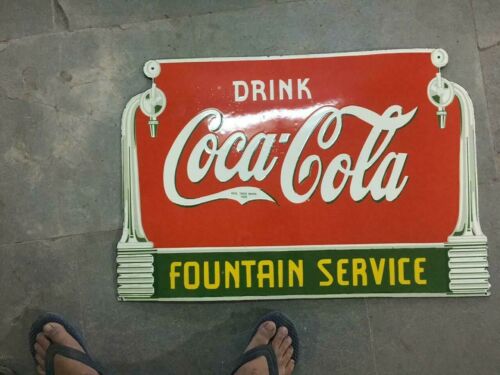 DRINK
Coca-Cola
FOUNTAIN SERVICE